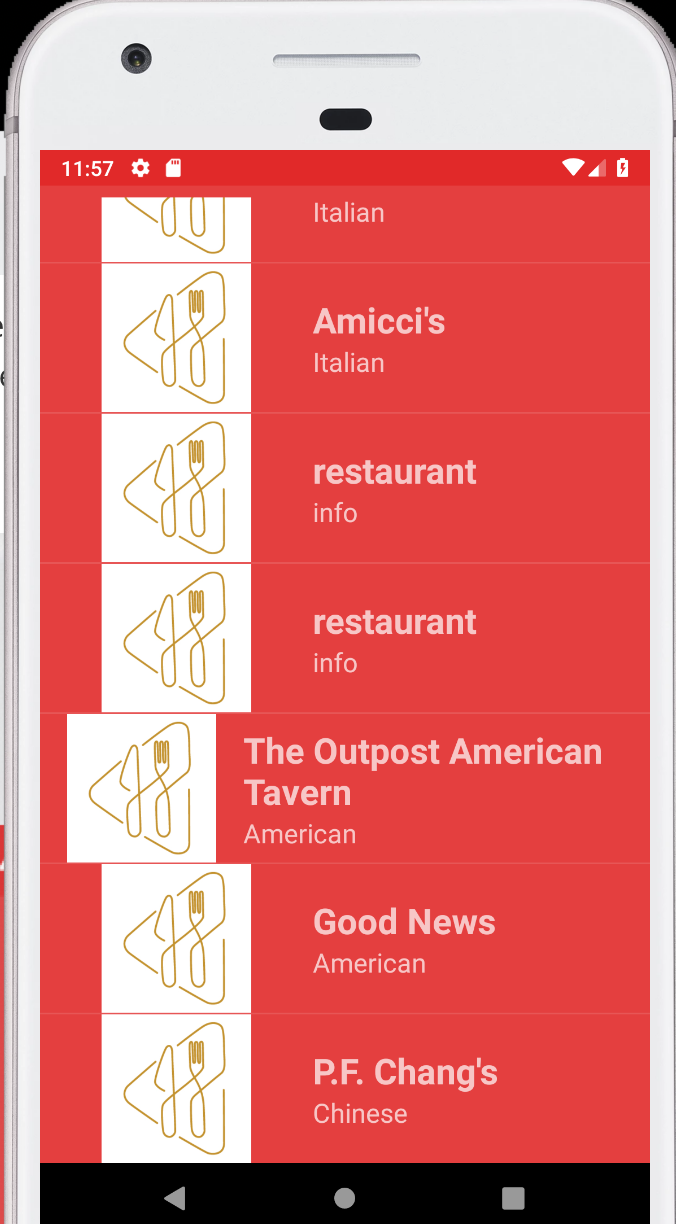 11:57
Italian
Amicci's
Italian
restaurant
info
restaurant
info
The Outpost American
Tavern
American
Good News
American
P.F. Chang's
Chinese